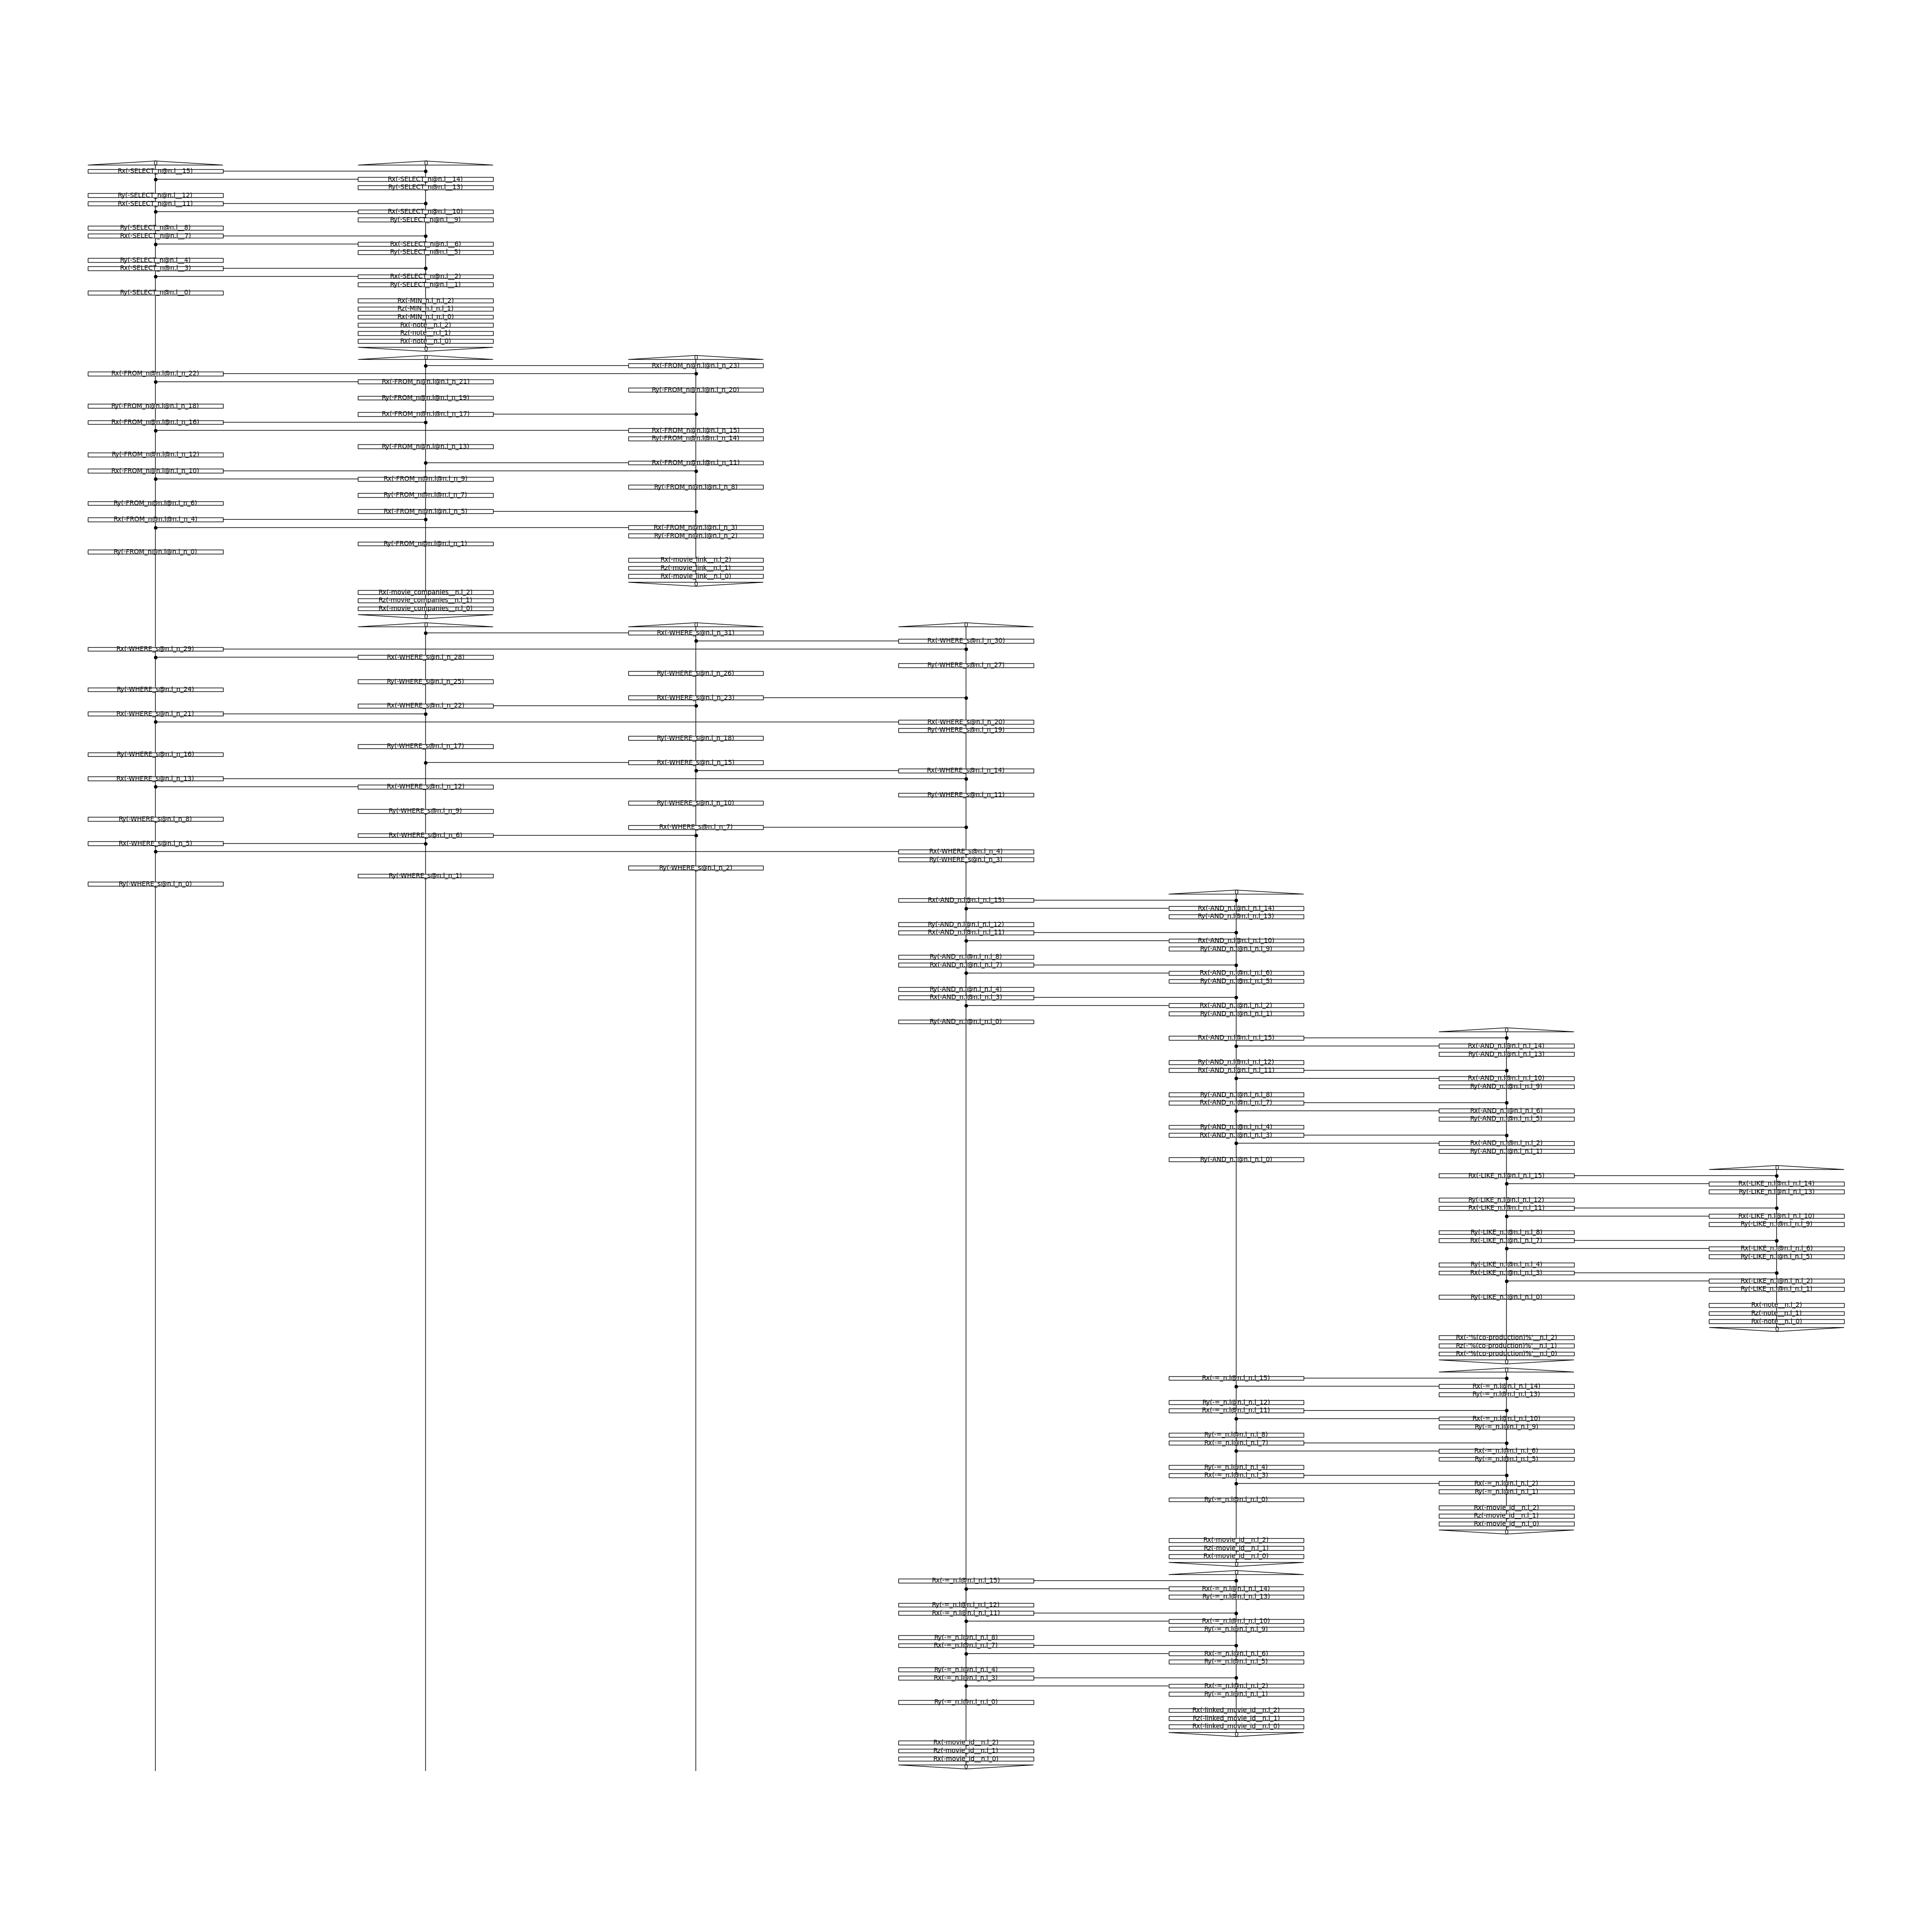 0 0
Rx(-SELECT_n@n.l__15)
Rx(-SELECT_n@n.l__14)
Ry(-SELECT_n@n.l__13)
Ry(-SELECT_n@n.l__12)
Rx(-SELECT_n@n.l__11)
Rx(-SELECT_n@n.l__10)
Ry(-SELECT_n@n.l__9)
Ry(-SELECT_n@n.l__8)
Rx(-SELECT_n@n.l__7)
Rx(-SELECT_n@n.l__6)
Ry(-SELECT_n@n.l__5)
Ry(-SELECT_n@n.l__4)
Rx(-SELECT_n@n.l__3)
Rx(-SELECT_n@n.l__2)
Ry(-SELECT_n@n.l__1)
Ry(-SELECT_n@n.l__0)
Rx(-MIN_n.l_n.l_2)
Rz(-MIN_n.l_n.l_1)
Rx(-MIN_n.l_n.l_0)
Rx(-note__n.l_2)
Rz(-note__n.l_1)
Rx(-note__n.l_0)
0
0 0
Rx(-FROM_n@n.l@n.l_n_23)
Rx(-FROM_n@n.l@n.l_n_22)
Rx(-FROM_n@n.l@n.l_n_21)
Ry(-FROM_n@n.l@n.l_n_20)
Ry(-FROM_n@n.l@n.l_n_19)
Ry(-FROM_n@n.l@n.l_n_18)
Rx(-FROM_n@n.l@n.l_n_17)
Rx(-FROM_n@n.l@n.l_n_16)
Rx(-FROM_n@n.l@n.l_n_15)
Ry(-FROM_n@n.l@n.l_n_14)
Ry(-FROM_n@n.l@n.l_n_13)
Ry(-FROM_n@n.l@n.l_n_12)
Rx(-FROM_n@n.l@n.l_n_11)
Rx(-FROM_n@n.l@n.l_n_10)
Rx(-FROM_n@n.l@n.l_n_9)
Ry(-FROM_n@n.l@n.l_n_8)
Ry(-FROM_n@n.l@n.l_n_7)
Ry(-FROM_n@n.l@n.l_n_6)
Rx(-FROM_n@n.l@n.l_n_5)
Rx(-FROM_n@n.l@n.l_n_4)
Rx(-FROM_n@n.l@n.l_n_3)
Ry(-FROM_n@n.l@n.l_n_2)
Ry(-FROM_n@n.l@n.l_n_1)
Ry(-FROM_n@n.l@n.l_n_0)
Rx(-movie_link__n.l_2)
Rz(-movie_link__n.l_1)
Rx(-movie_link__n.l_0)
0
Rx(-movie_companies__n.l_2)
Rz(-movie_companies__n.l_1)
Rx(-movie_companies__n.l_0)
0
0 0 0
Rx(-WHERE_s@n.l_n_31)
Rx(-WHERE_s@n.l_n_30)
Rx(-WHERE_s@n.l_n_29)
Rx(-WHERE_s@n.l_n_28)
Ry(-WHERE_s@n.l_n_27)
Ry(-WHERE_s@n.l_n_26)
Ry(-WHERE_s@n.l_n_25)
Ry(-WHERE_s@n.l_n_24)
Rx(-WHERE_s@n.l_n_23)
Rx(-WHERE_s@n.l_n_22)
Rx(-WHERE_s@n.l_n_21)
Rx(-WHERE_s@n.l_n_20)
Ry(-WHERE_s@n.l_n_19)
Ry(-WHERE_s@n.l_n_18)
Ry(-WHERE_s@n.l_n_17)
Ry(-WHERE_s@n.l_n_16)
Rx(-WHERE_s@n.l_n_15)
Rx(-WHERE_s@n.l_n_14)
Rx(-WHERE_s@n.l_n_13)
Rx(-WHERE_s@n.l_n_12)
Ry(-WHERE_s@n.l_n_11)
Ry(-WHERE_s@n.l_n_10)
Ry(-WHERE_s@n.l_n_9)
Ry(-WHERE_s@n.l_n_8)
Rx(-WHERE_s@n.l_n_7)
Rx(-WHERE_s@n.l_n_6)
Rx(-WHERE_s@n.l_n_5)
Rx(-WHERE_s@n.l_n_4)
Ry(-WHERE_s@n.l_n_3)
Ry(-WHERE_s@n.l_n_2)
Ry(-WHERE_s@n.l_n_1)
Ry(-WHERE_s@n.l_n_0)
0
Rx(-AND_n.l@n.l_n.l_15)
Rx(-AND_n.l@n.l_n.l_14)
Ry(-AND_n.l@n.l_n.l_13)
Ry(-AND_n.l@n.l_n.l_12)
Rx(-AND_n.l@n.l_n.l_11)
Rx(-AND_n.l@n.l_n.l_10)
Ry(-AND_n.l@n.l_n.l_9)
Ry(-AND_n.l@n.l_n.l_8)
Rx(-AND_n.l@n.l_n.l_7)
Rx(-AND_n.l@n.l_n.l_6)
Ry(-AND_n.l@n.l_n.l_5)
Ry(-AND_n.l@n.l_n.l_4)
Rx(-AND_n.l@n.l_n.l_3)
Rx(-AND_n.l@n.l_n.l_2)
Ry(-AND_n.l@n.l_n.l_1)
Ry(-AND_n.l@n.l_n.l_0)
0
Rx(-AND_n.l@n.l_n.l_15)
Rx(-AND_n.l@n.l_n.l_14)
Ry(-AND_n.l@n.l_n.l_13)
Ry(-AND_n.l@n.l_n.l_12)
Rx(-AND_n.l@n.l_n.l_11)
Rx(-AND_n.l@n.l_n.l_10)
Ry(-AND_n.l@n.l_n.l_9)
Ry(-AND_n.l@n.l_n.l_8)
Rx(-AND_n.l@n.l_n.l_7)
Rx(-AND_n.l@n.l_n.l_6)
Ry(-AND_n.l@n.l_n.l_5)
Ry(-AND_n.l@n.l_n.l_4)
Rx(-AND_n.l@n.l_n.l_3)
Rx(-AND_n.l@n.l_n.l_2)
Ry(-AND_n.l@n.l_n.l_1)
Ry(-AND_n.l@n.l_n.l_0)
0
Rx(-LIKE_n.l@n.l_n.l_15)
Rx(-LIKE_n.l@n.l_n.l_14)
Ry(-LIKE_n.l@n.l_n.l_13)
Ry(-LIKE_n.l@n.l_n.l_12)
Rx(-LIKE_n.l@n.l_n.l_11)
Rx(-LIKE_n.l@n.l_n.l_10)
Ry(-LIKE_n.l@n.l_n.l_9)
Ry(-LIKE_n.l@n.l_n.l_8)
Rx(-LIKE_n.l@n.l_n.l_7)
Rx(-LIKE_n.l@n.l_n.l_6)
Ry(-LIKE_n.l@n.l_n.l_5)
Ry(-LIKE_n.l@n.l_n.l_4)
Rx(-LIKE_n.l@n.l_n.l_3)
Rx(-LIKE_n.l@n.l_n.l_2)
Ry(-LIKE_n.l@n.l_n.l_1)
Ry(-LIKE_n.l@n.l_n.l_0)
Rx(-note__n.l_2)
Rz(-note__n.l_1)
Rx(-note__n.l_0)
0
Rx(-'%(co-production)%'__n.l_2)
Rz(-'%(co-production)%'__n.l_1)
Rx(-'%(co-production)%'__n.l_0)
0
0
Rx(-=_n.l@n.l_n.l_15)
Rx(-=_n.l@n.l_n.l_14)
Ry(-=_n.l@n.l_n.l_13)
Ry(-=_n.l@n.l_n.l_12)
Rx(-=_n.l@n.l_n.l_11)
Rx(-=_n.l@n.l_n.l_10)
Ry(-=_n.l@n.l_n.l_9)
Ry(-=_n.l@n.l_n.l_8)
Rx(-=_n.l@n.l_n.l_7)
Rx(-=_n.l@n.l_n.l_6)
Ry(-=_n.l@n.l_n.l_5)
Ry(-=_n.l@n.l_n.l_4)
Rx(-=_n.l@n.l_n.l_3)
Rx(-=_n.l@n.l_n.l_2)
Ry(-=_n.l@n.l_n.l_1)
Ry(-=_n.l@n.l_n.l_0)
Rx(-movie_id__n.l_2)
Rz(-movie_id__n.l_1)
Rx(-movie_id__n.l_0)
0
Rx(-movie_id__n.l_2)
Rz(-movie_id__n.l_1)
Rx(-movie_id__n.l_0)
0
0
Rx(-=_n.l@n.l_n.l_15)
Rx(-=_n.l@n.l_n.l_14)
Ry(-=_n.l@n.l_n.l_13)
Ry(-=_n.l@n.l_n.l_12)
Rx(-=_n.l@n.l_n.l_11)
Rx(-=_n.l@n.l_n.l_10)
Ry(-=_n.l@n.l_n.l_9)
Ry(-=_n.l@n.l_n.l_8)
Rx(-=_n.l@n.l_n.l_7)
Rx(-=_n.l@n.l_n.l_6)
Ry(-=_n.l@n.l_n.l_5)
Ry(-=_n.l@n.l_n.l_4)
Rx(-=_n.l@n.l_n.l_3)
Rx(-=_n.l@n.l_n.l_2)
Ry(-=_n.l@n.l_n.l_1)
Ry(-=_n.l@n.l_n.l_0)
Rx(-linked_movie_id__n.l_2)
Rz(-linked_movie_id__n.l_1)
Rx(-linked_movie_id__n.l_0)
0
Rx(-movie_id__n.l_2)
Rz(-movie_id__n.l_1)
Rx(-movie_id__n.l_0)
0